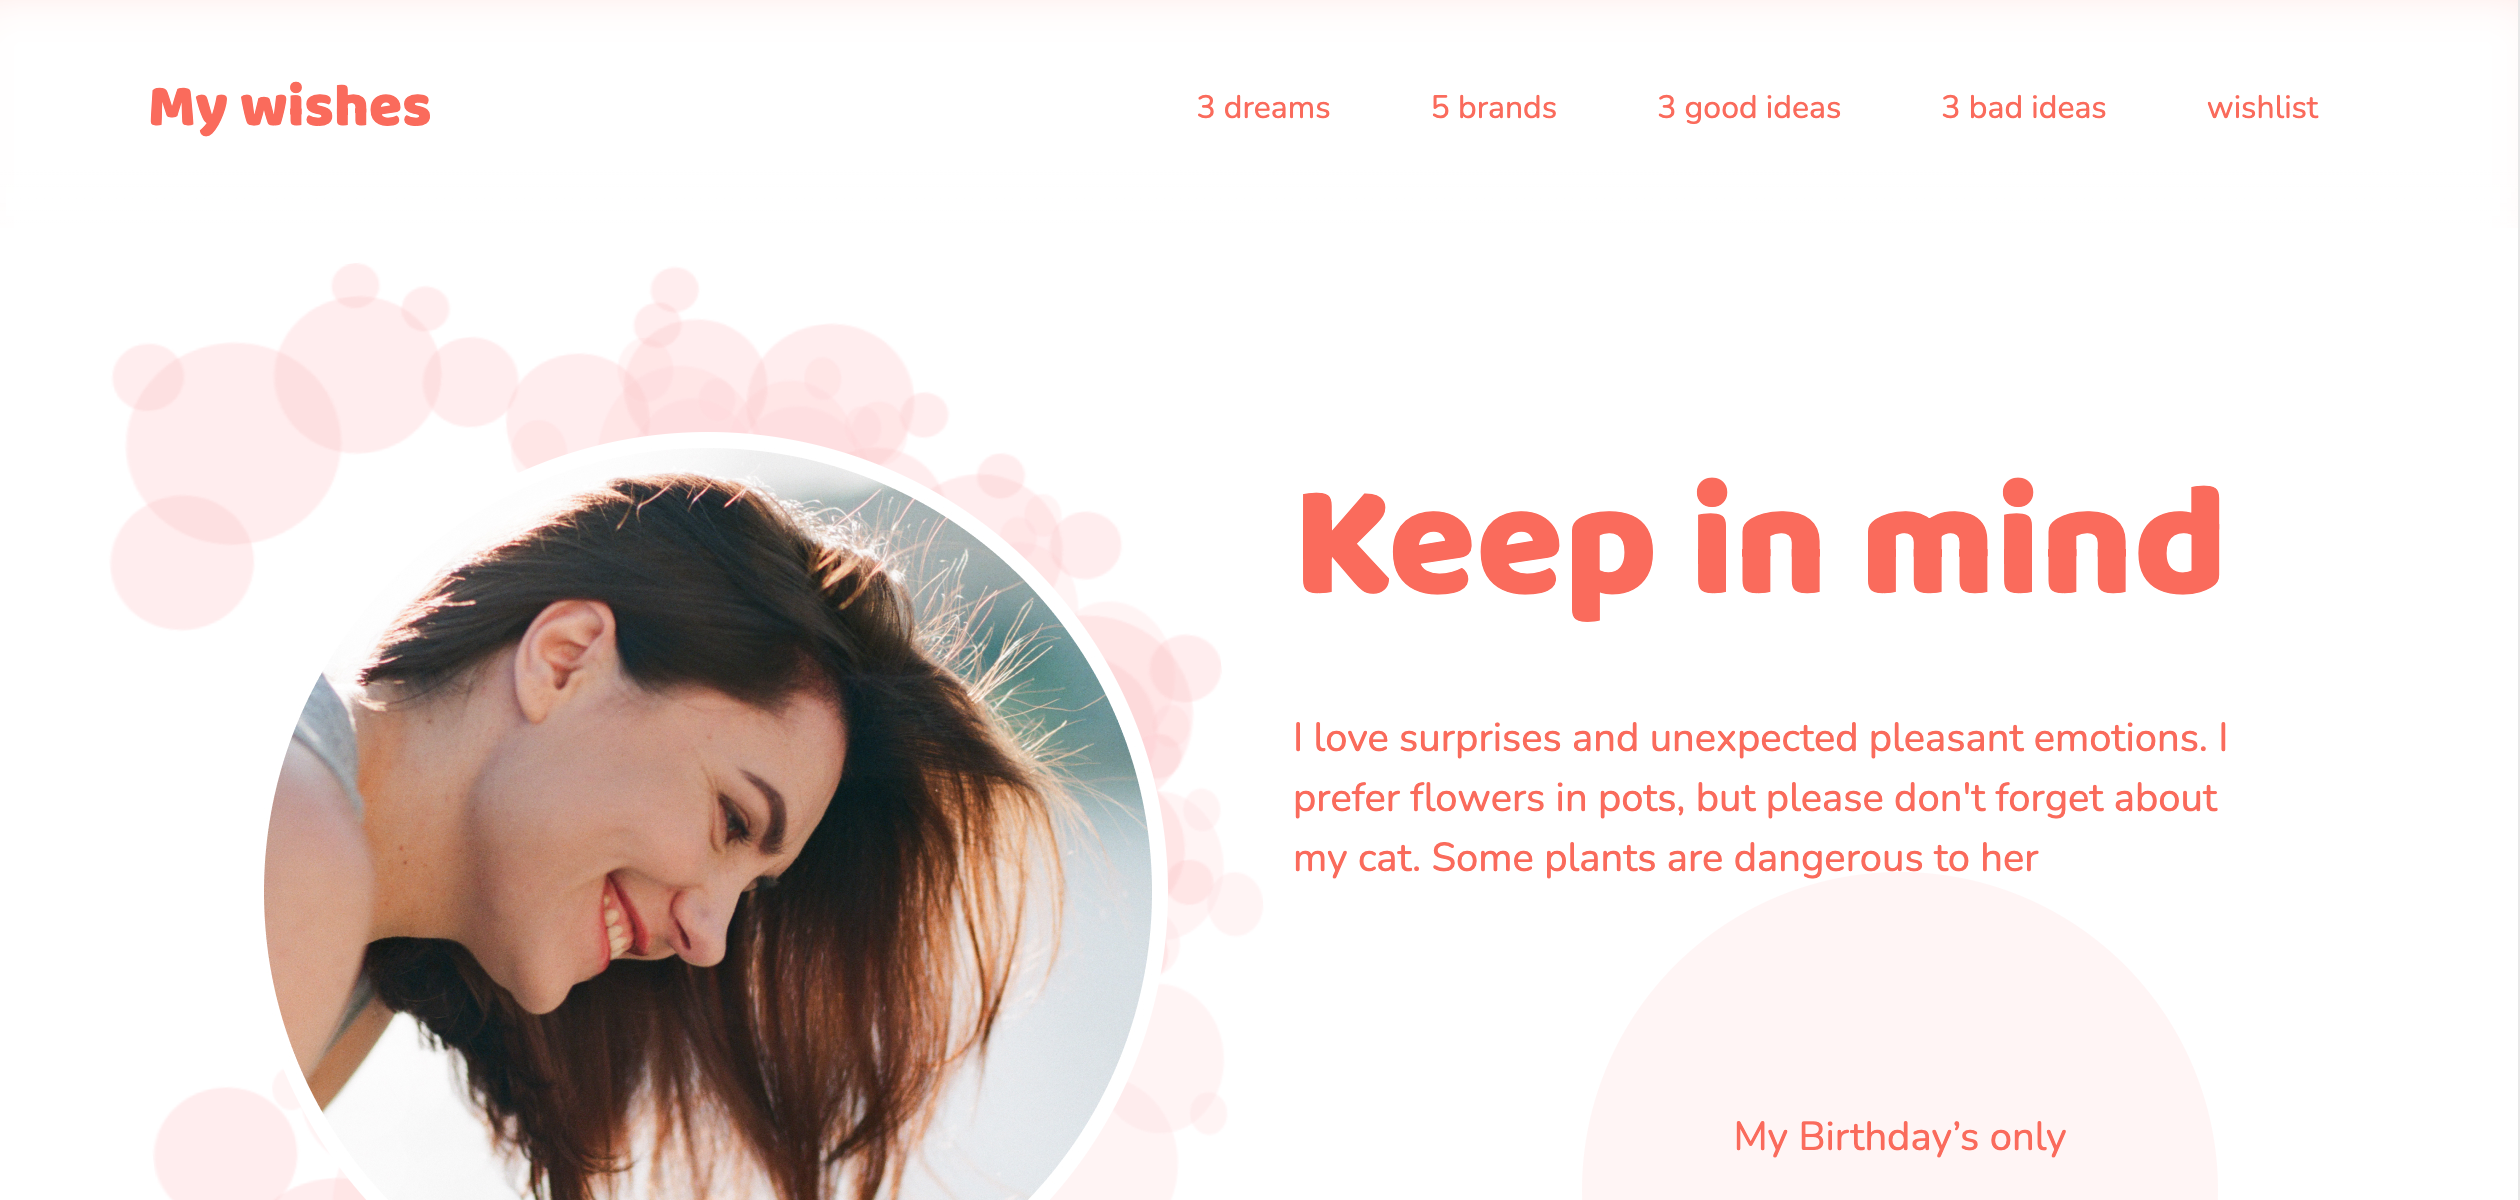 My wishes
3 dreams
5 brands
3 good ideas
3 bad ideas
wishlist
Keep in mind
I love surprises and unexpected pleasant emotions. I
prefer flowers in pots, but please don't forget about
my cat. Some plants are dangerous to her
My Birthday’s only